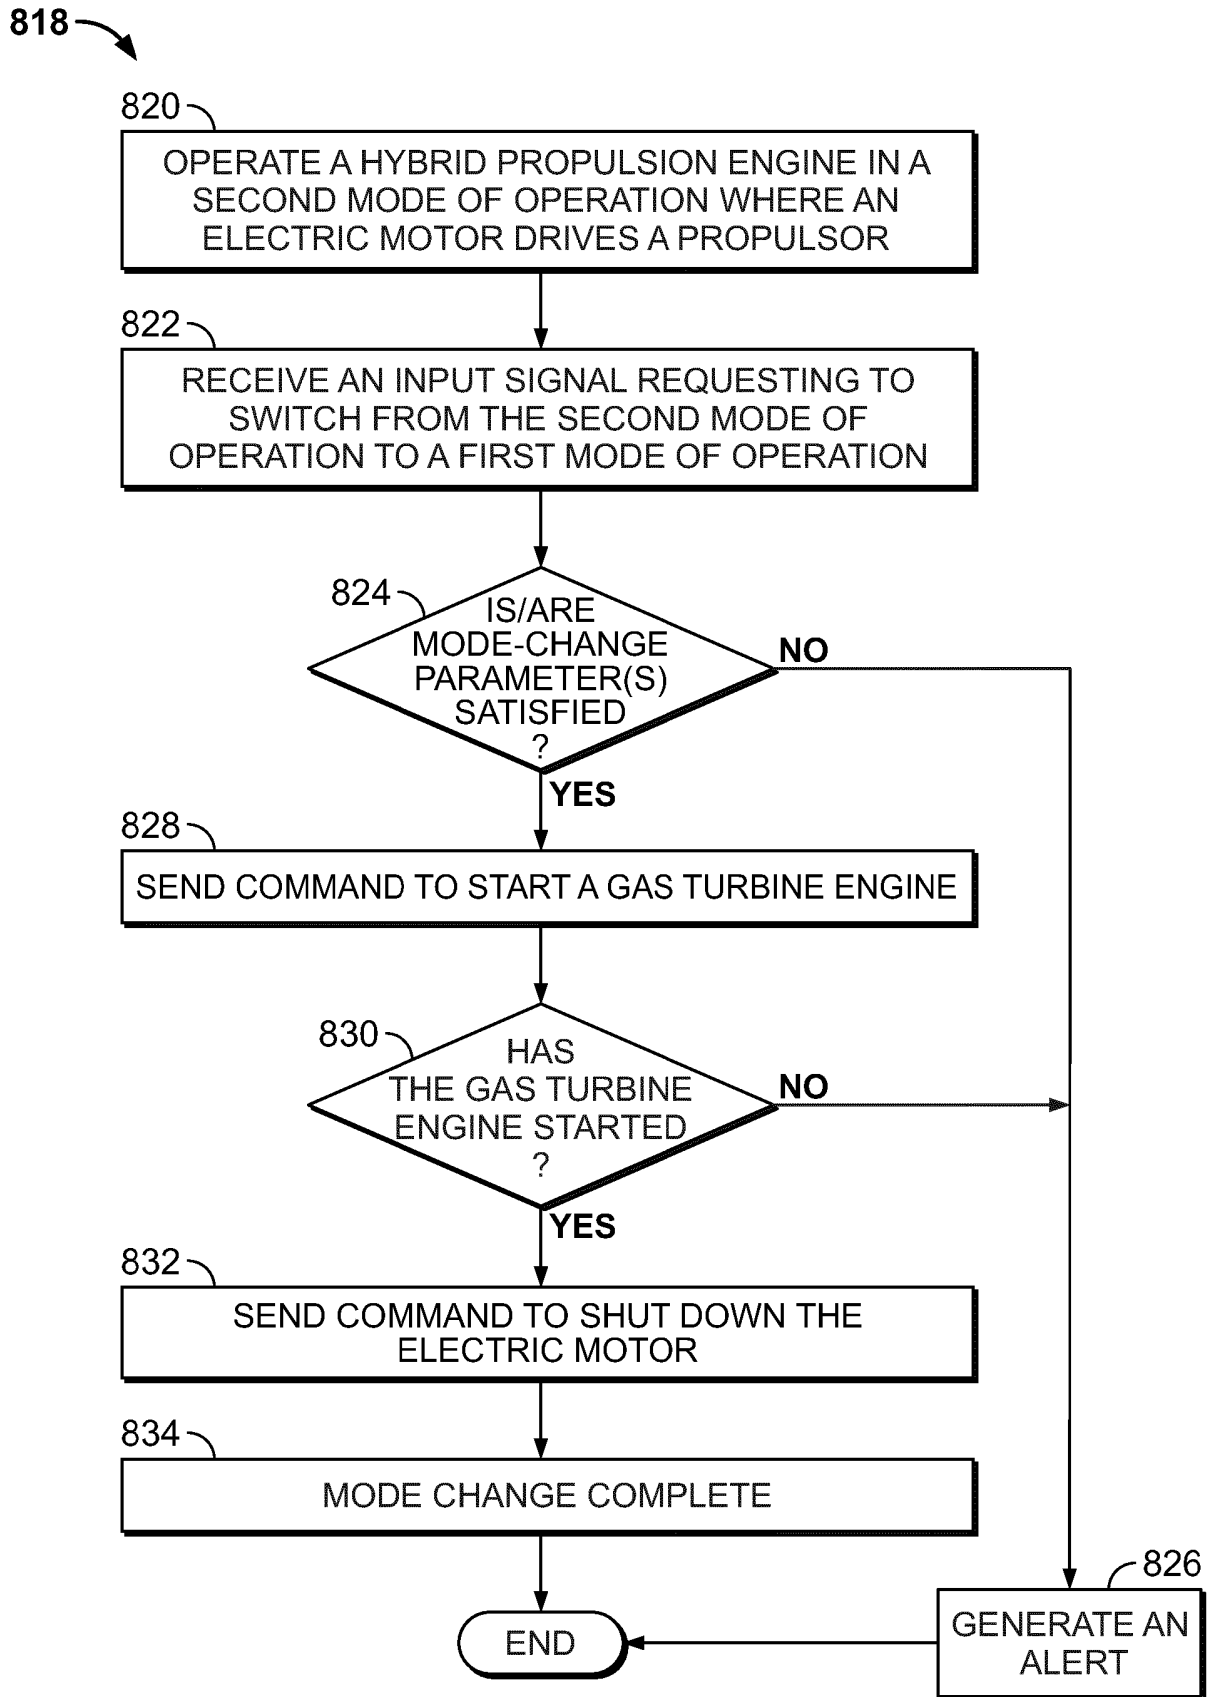 818
820
OPERATE A HYBRID PROPULSION ENGINE IN A
SECOND MODE OF OPERATION WHERE AN
ELECTRIC MOTOR DRIVES A PROPULSOR
822
RECEIVE AN INPUT SIGNAL REQUESTING TO
SWITCH FROM THE SECOND MODE OF
OPERATION TO A FIRST MODE OF OPERATION
824
IS/ARE
MODE-CHANGE
PARAMETER(S)
SATISFIED
?
NO
YES
828
SEND COMMAND TO START A GAS TURBINE ENGINE
830
HAS
THE GAS TURBINE
ENGINE STARTED
?
NO
YES
832
SEND COMMAND TO SHUT DOWN THE
ELECTRIC MOTOR
834
MODE CHANGE COMPLETE
826
GENERATE AN
ALERT
END